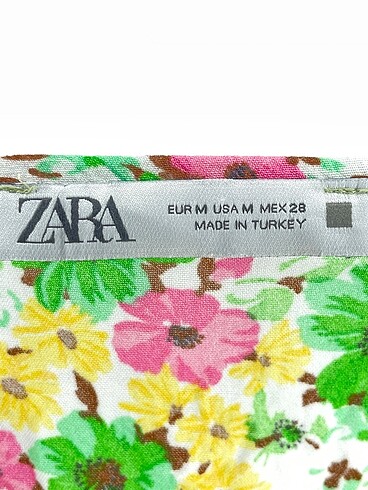 ZARA
EUR M USA M MEX 28
MADE IN TURKEY